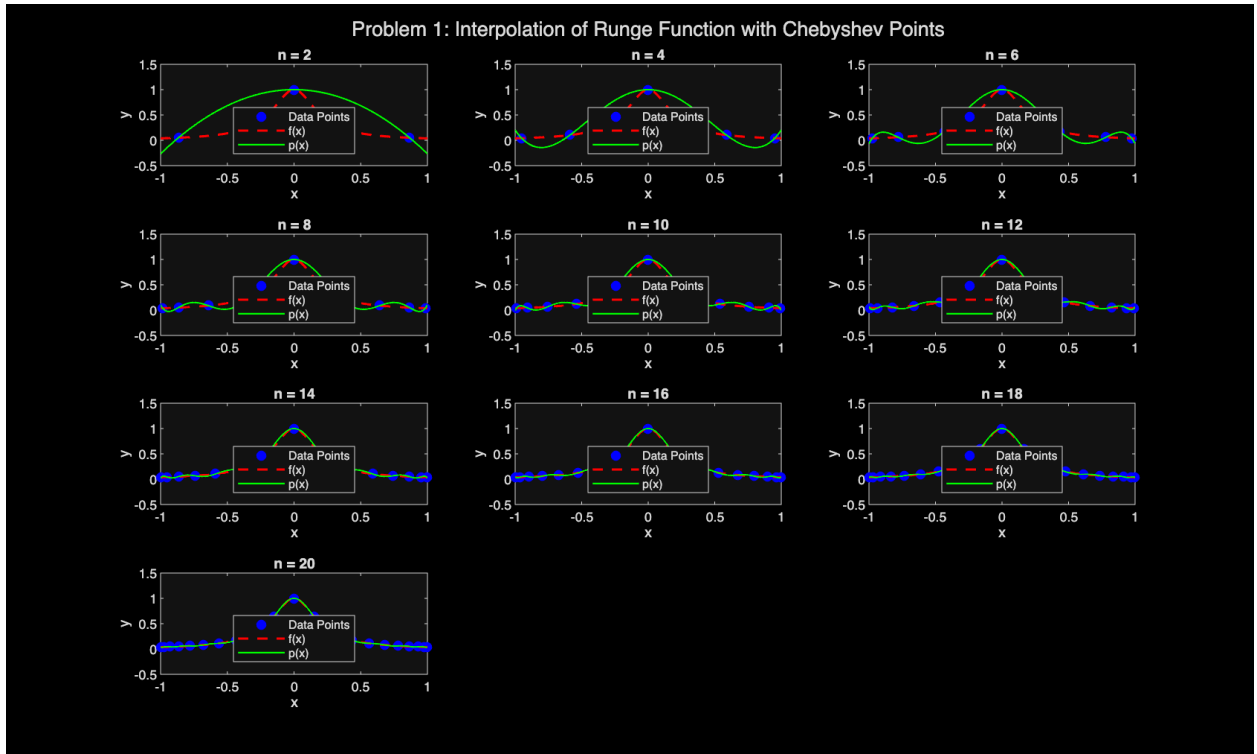 Problem 1: Interpolation of Runge Function with Chebyshev Points
n = 2
1.5
1
0.5
0
-0.5
y
-1 -0.5 0 0.5 1
x
Data Points
f(x)
p(x)
n = 4
1.5
1
0.5
0
-0.5
y
-1 -0.5 0 0.5 1
x
Data Points
f(x)
p(x)
n = 6
1.5
1
0.5
0
-0.5
y
-1 -0.5 0 0.5 1
x
Data Points
f(x)
p(x)
n = 8
1.5
1
0.5
0
-0.5
y
-1 -0.5 0 0.5 1
x
Data Points
f(x)
p(x)
n = 10
1.5
1
0.5
0
-0.5
y
-1 -0.5 0 0.5 1
x
Data Points
f(x)
p(x)
n = 12
1.5
1
0.5
0
-0.5
y
-1 -0.5 0 0.5 1
x
Data Points
f(x)
p(x)
n = 14
1.5
1
0.5
0
-0.5
y
-1 -0.5 0 0.5 1
x
Data Points
f(x)
p(x)
n = 16
1.5
1
0.5
0
-0.5
y
-1 -0.5 0 0.5 1
x
Data Points
f(x)
p(x)
n = 18
1.5
1
0.5
0
-0.5
y
-1 -0.5 0 0.5 1
x
Data Points
f(x)
p(x)
n = 20
1.5
1
0.5
0
-0.5
y
-1 -0.5 0 0.5 1
x
Data Points
f(x)
p(x)